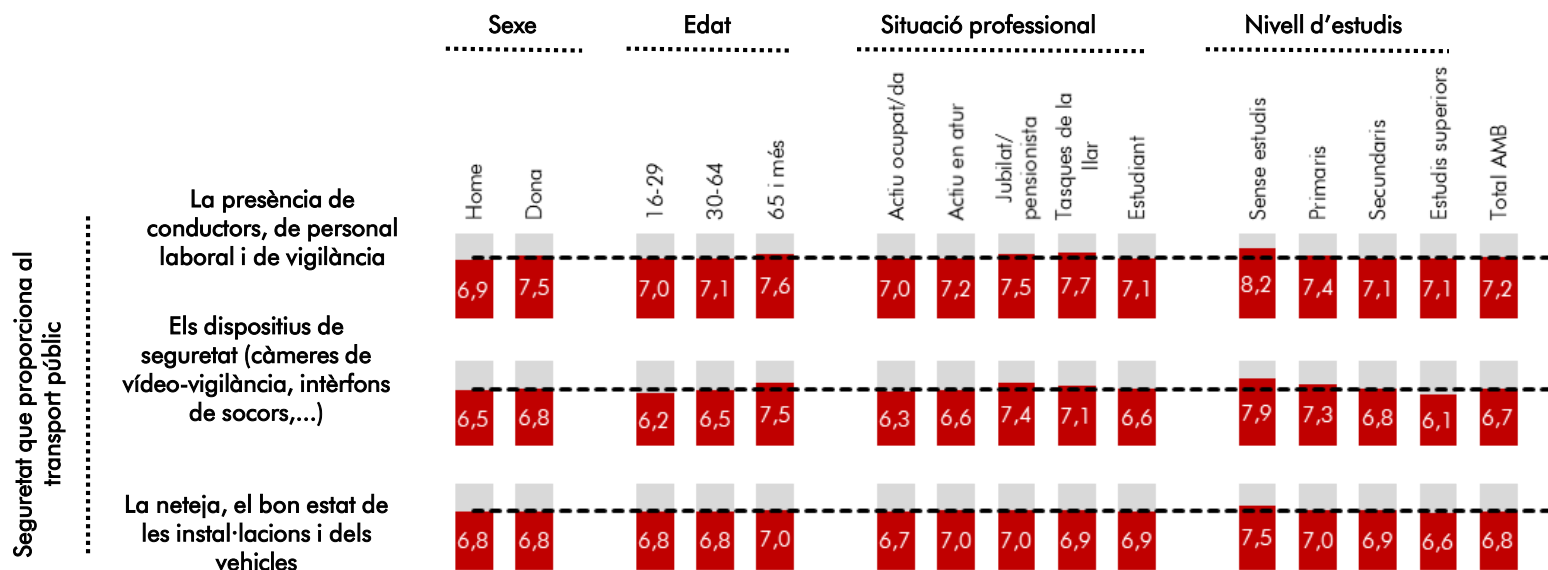 Sexe Edat Situació professional Nivell d'estudis
Home
Dona
16-29
30-64
65 i més
Actiu ocupat/da
Actiu en atur
Jubilat/
pensionista
Tasques de la
llar
Estudiant
Sense estudis
Primaris
Secundaris
Estudis superiors
Total AMB
Seguretat que proporciona al
transport públic
La presència de
conductors, de personal
laboral i de vigilància
6,9 7,5 7,0 7,1 7,6 7,0 7,2 7,5 7,7 7,1 8,2 7,4 7,1 7,1 7,2
Els dispositius de
seguretat (càmeres de
vídeo-vigilància, intèrfons
de socors,...)
6,5 6,8 6,2 6,5 7,5 6,3 6,6 7,4 7,1 6,6 7,9 7,3 6,8 6,1 6,7
La neteja, el bon estat de
les instal·lacions i dels
vehicles
6,8 6,8 6,8 6,8 7,0 6,7 7,0 7,0 6,9 6,9 7,5 7,0 6,9 6,6 6,8